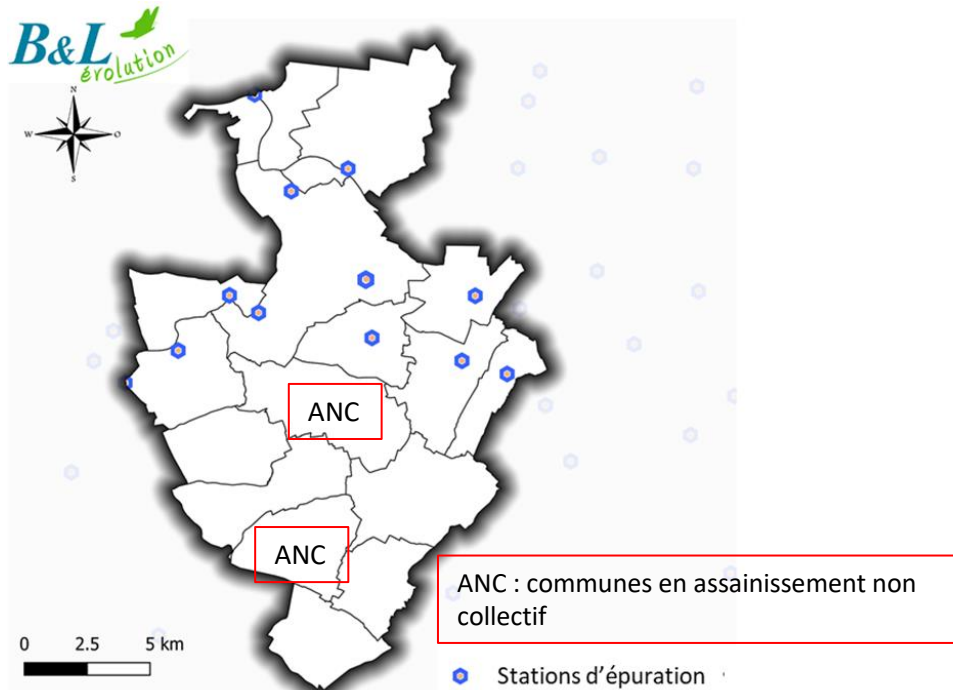 B&L
évolution
N
W
O
S
ANC
ANC
ANC : communes en assainissement non
collectif
0 2.5 5 km
Stations d'épuration